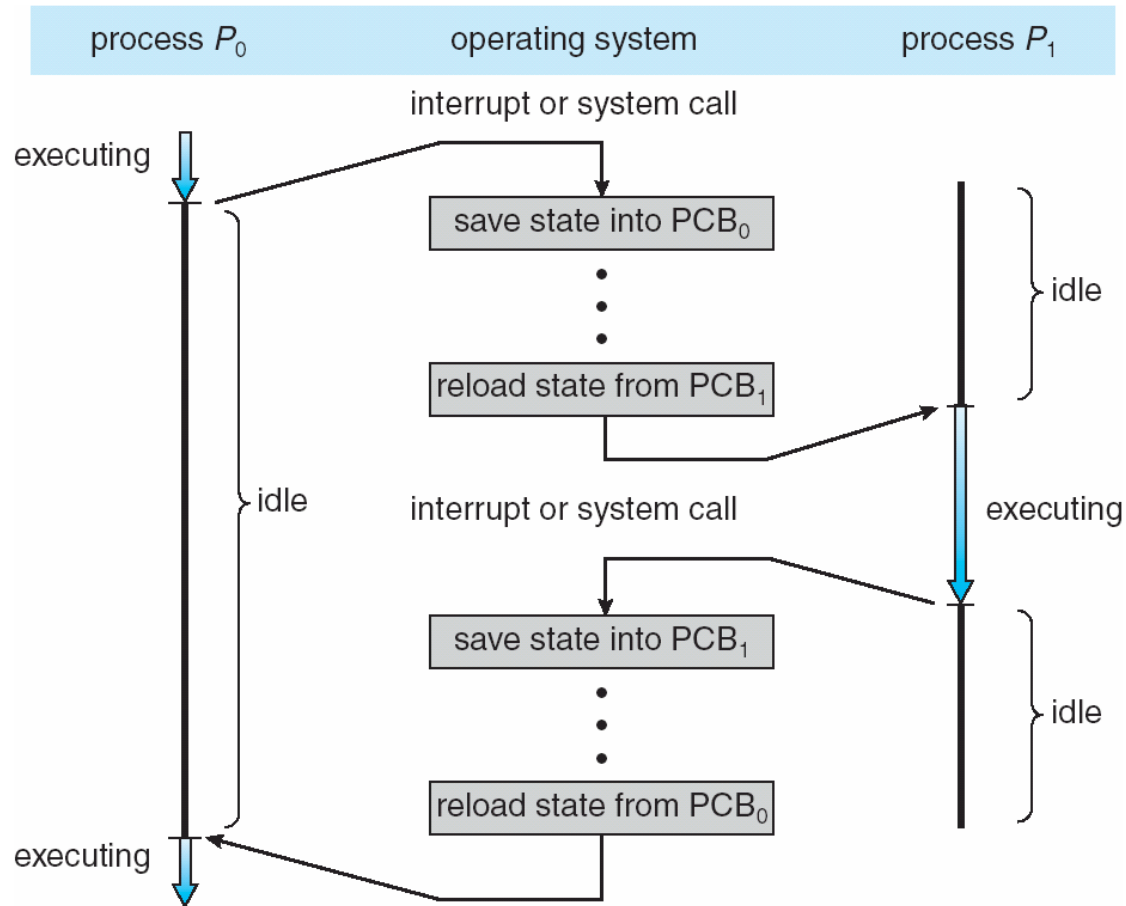 process P₀ operating system process P₁
interrupt or system call
executing
save state into PCB₀
idle
reload state from PCB₁
idle
interrupt or system call
executing
save state into PCB₁
idle
reload state from PCB₀
executing